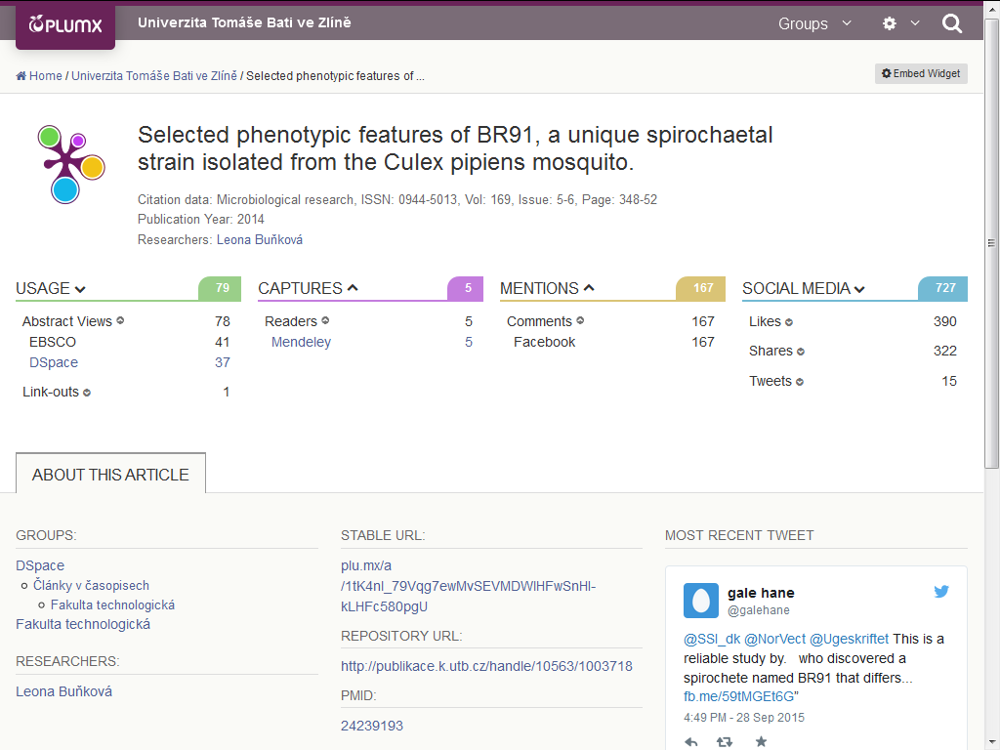 PLUMX
Univerzita Tomáše Bati ve Zlíně
Groups
Home / Univerzita Tomáše Bati ve Zlíně / Selected phenotypic features of ...
Embed Widget
Selected phenotypic features of BR91, a unique spirochaetal
strain isolated from the Culex pipiens mosquito.
Citation data: Microbiological research, ISSN: 0944-5013, Vol: 169, Issue: 5-6, Page: 348-52
Publication Year: 2014
Researchers: Leona Buňková
USAGE 79
Abstract Views 78
EBSCO 41
DSpace 37
Link-outs 1
CAPTURES 5
Readers 5
Mendeley 5
MENTIONS 167
Comments 167
Facebook 167
SOCIAL MEDIA 727
Likes 390
Shares 322
Tweets 15
ABOUT THIS ARTICLE
GROUPS:
DSpace
Články v časopisech
Fakulta technologická
Fakulta technologická
RESEARCHERS:
Leona Buňková
STABLE URL:
plu.mx/a
/1tK4nl_79Vqg7ewMvSEVMDWlHFwSnHl-
kLHFc580pgU
REPOSITORY URL:
http://publikace.k.utb.cz/handle/10563/1003718
PMID:
24239193
MOST RECENT TWEET
gale hane
@galehane
@SSI_dk @NorVect @Ugeskriftet This is a
reliable study by. who discovered a
spirochete named BR91 that differs...
fb.me/59tMGEt6G”
4:49 PM - 28 Sep 2015